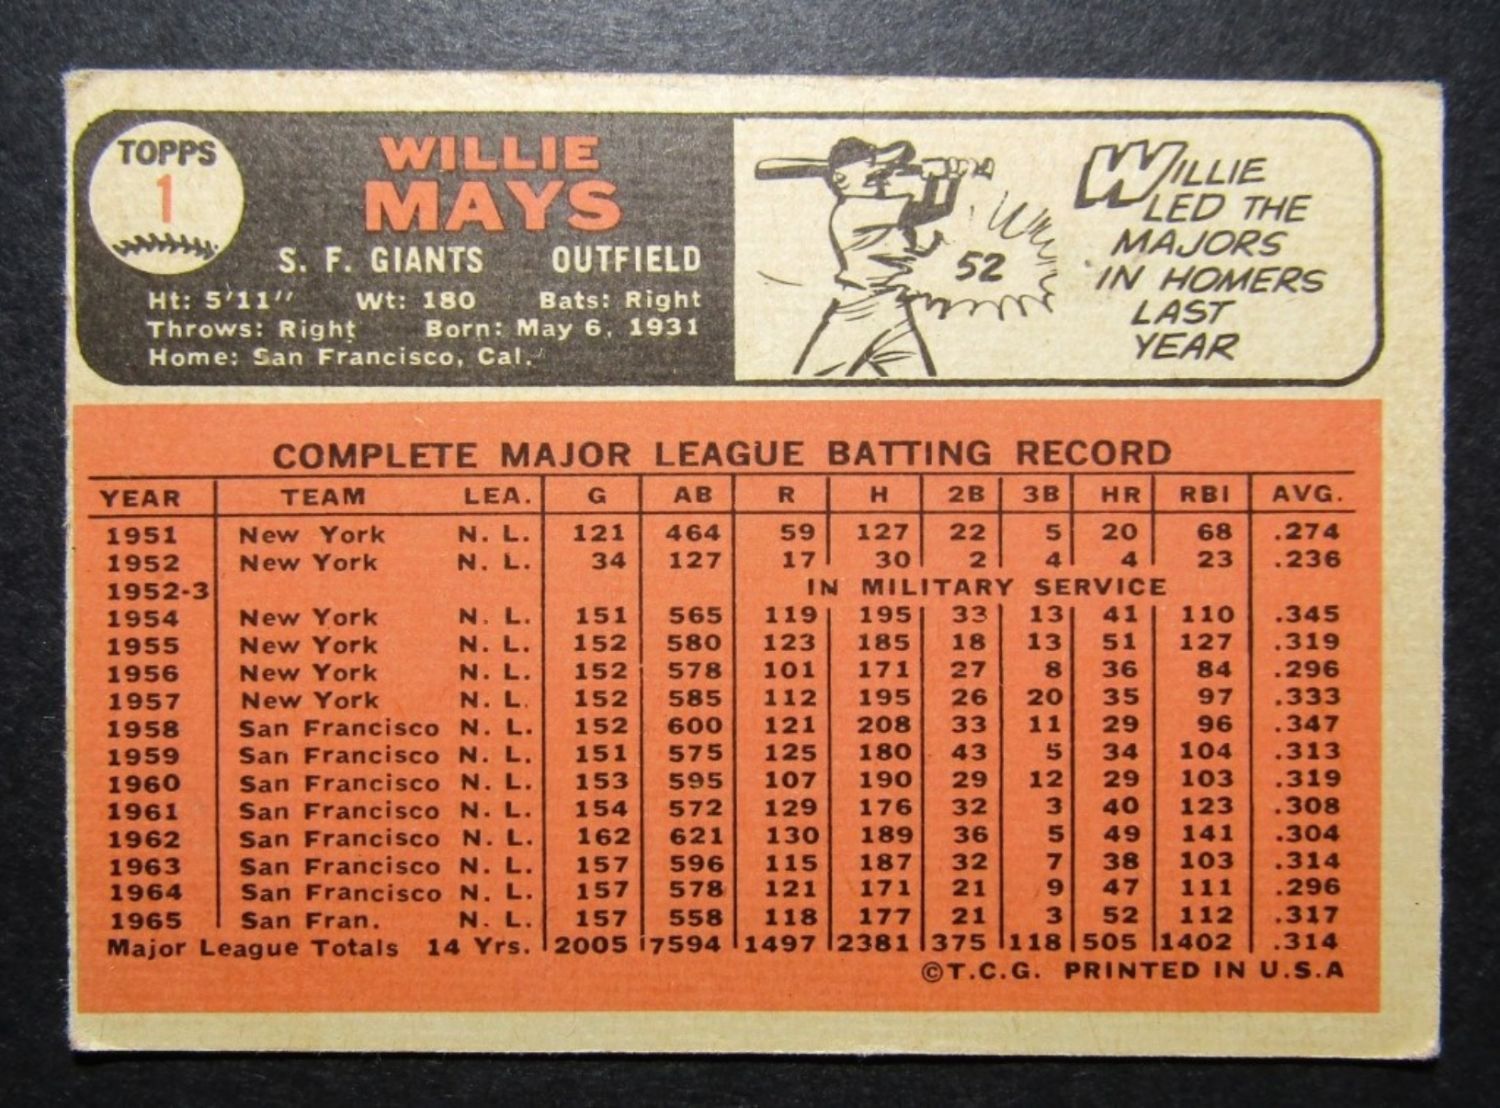 TOPPS
1
WILLIE
MAYS
S. F. GIANTS OUTFIELD
Ht: 5'11" Wt: 180 Bats: Right
Throws: Right Born: May 6, 1931
Home: San Francisco, Cal.
52
WILLIE
LED THE
MAJORS
IN HOMERS
LAST
YEAR
COMPLETE MAJOR LEAGUE BATTING RECORD
YEAR TEAM LEA. G AB R H 2B 3B HR RBI AVG.
1951 New York N. L. 121 464 59 127 22 5 20 68 .274
1952 New York N. L. 34 127 17 30 2 4 4 23 .236
1952-3 IN MILITARY SERVICE
1954 New York N. L. 151 565 119 195 33 13 41 110 .345
1955 New York N. L. 152 580 123 185 18 13 51 127 .319
1956 New York N. L. 152 578 101 171 27 8 36 84 .296
1957 New York N. L. 152 585 112 195 26 20 35 97 .333
1958 San Francisco N. L. 152 600 121 208 33 11 29 96 .347
1959 San Francisco N. L. 151 575 125 180 43 5 34 104 .313
1960 San Francisco N. L. 153 595 107 190 29 12 29 103 .319
1961 San Francisco N. L. 154 572 129 176 32 3 40 123 .308
1962 San Francisco N. L. 162 621 130 189 36 5 49 141 .304
1963 San Francisco N. L. 157 596 115 187 32 7 38 103 .314
1964 San Francisco N. L. 157 578 121 171 21 9 47 111 .296
1965 San Fran. N. L. 157 558 118 177 21 3 52 112 .317
Major League Totals 14 Yrs. 2005 7594 1497 2381 375 118 505 1402 .314
©T.C.G. PRINTED IN U.S.A